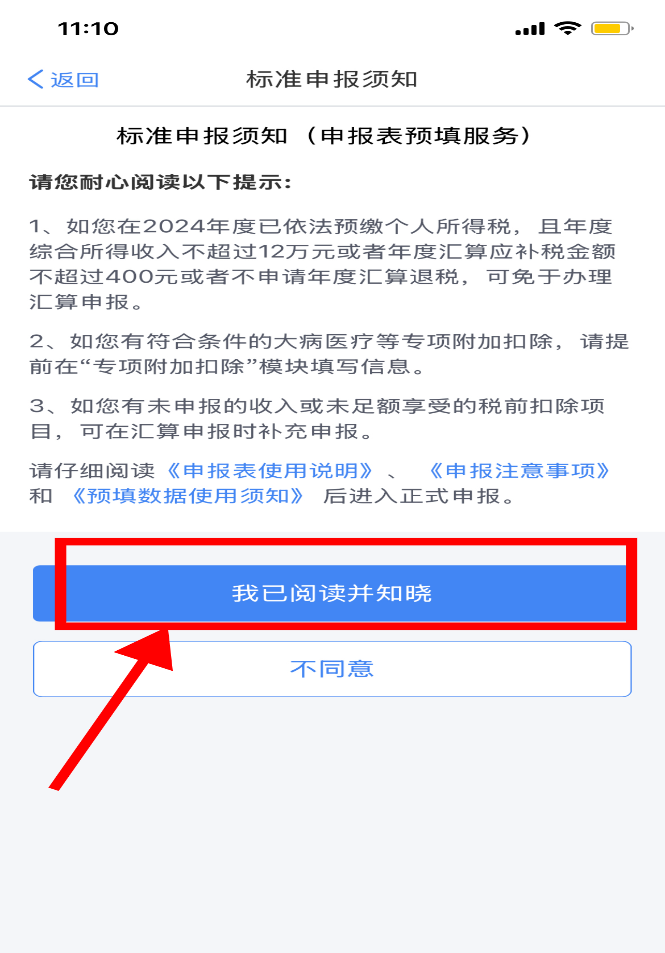 11:10
返回
标准申报须知
标准申报须知（申报表预填服务）
请您耐心阅读以下提示：
1、如您在2024年度已依法预缴个人所得税，且年度
综合所得收入不超过12万元或者年度汇算应补税金额
不超过400元或者不申请年度汇算退税，可免于办理
汇算申报。
2、如您有符合条件的大病医疗等专项附加扣除，请提
前在“专项附加扣除”模块填写信息。
3、如您有未申报的收入或未足额享受的税前扣除项
目，可在汇算申报时补充申报。
请仔细阅读《申报表使用说明》、《申报注意事项》
和《预填数据使用须知》后进入正式申报。
我已阅读并知晓
不同意